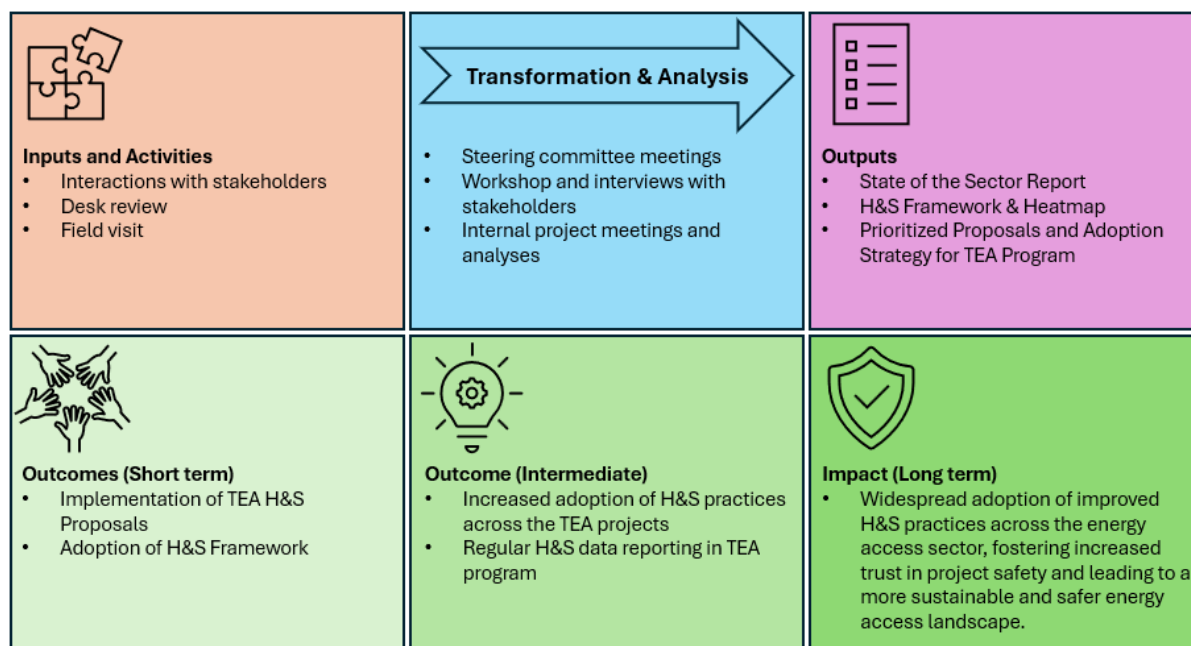 Inputs and Activities
• Interactions with stakeholders
• Desk review
• Field visit
Transformation & Analysis
• Steering committee meetings
• Workshop and interviews with
stakeholders
• Internal project meetings and
analyses
Outputs
• State of the Sector Report
• H&S Framework & Heatmap
• Prioritized Proposals and Adoption
Strategy for TEA Program
Outcomes (Short term)
• Implementation of TEA H&S
Proposals
• Adoption of H&S Framework
Outcome (Intermediate)
• Increased adoption of H&S practices
across the TEA projects
• Regular H&S data reporting in TEA
program
Impact (Long term)
• Widespread adoption of improved
H&S practices across the energy
access sector, fostering increased
trust in project safety and leading to a
more sustainable and safer energy
access landscape.